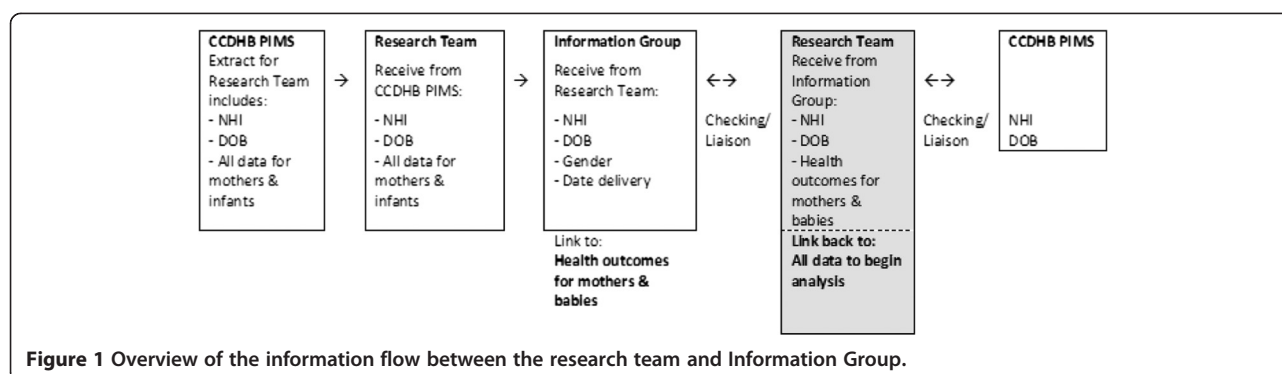 CCDHB PIMS
Extract for
Research Team
includes:
- NHI
- DOB
- All data for
mothers &
infants
→
Research Team
Receive from
CCDHB PIMS:
- NHI
- DOB
- All data for
mothers &
infants
→
Information Group
Receive from
Research Team:
- NHI
- DOB
- Gender
- Date delivery
Link to:
Health outcomes
for mothers &
babies
←→
Checking/
Liaison
Research Team
Receive from
Information
Group:
- NHI
- DOB
- Health
outcomes for
mothers &
babies
Link back to:
All data to begin
analysis
←→
Checking/
Liaison
CCDHB PIMS
NHI
DOB
Figure 1 Overview of the information flow between the research team and Information Group.